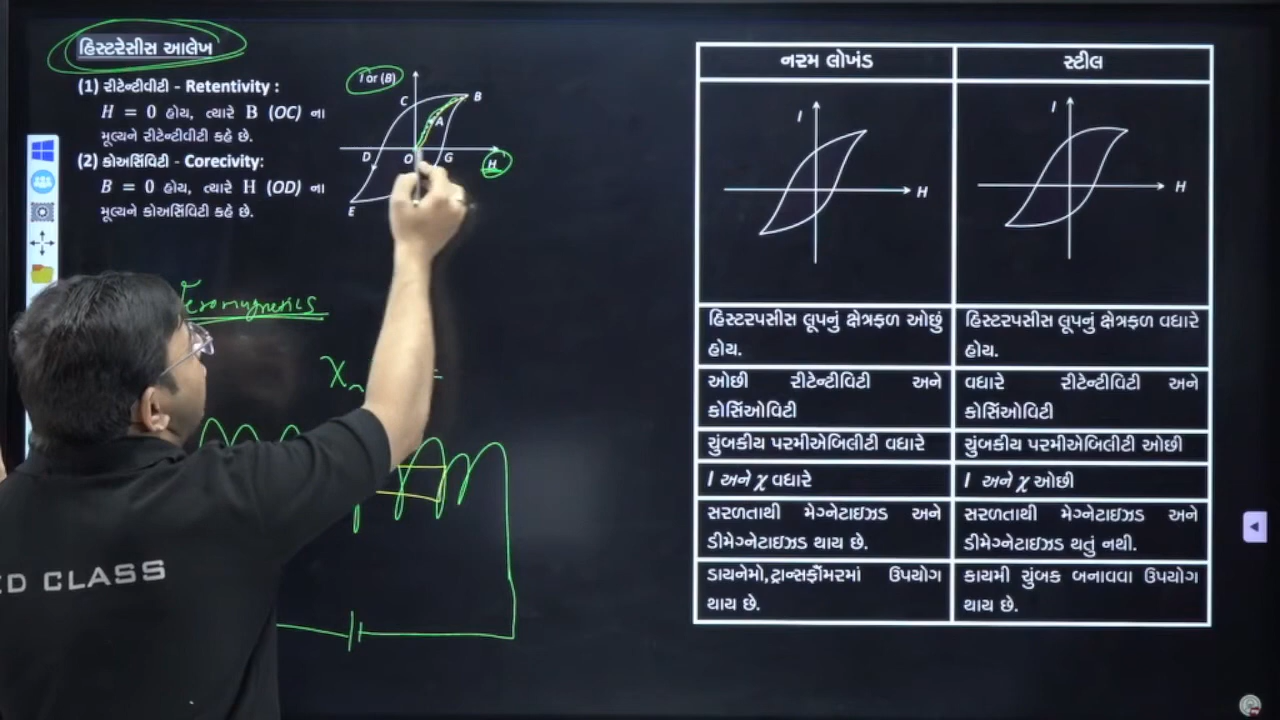 હિસ્ટરેસીસ આલેખ
(1) રીટેન્ટીવીટી - Retentivity :
H = 0 હોય, ત્યારે B (OC) ના
મૂલ્યને રીટેન્ટીવીટી કહે છે.
(2) કોઅર્સિવિટી - Corecivity:
B = 0 હોય, ત્યારે H (OD) ના
મૂલ્યને કોઅર્સિવિટી કહે છે.
I or (B)
C
B
A
D
O
G
H
E
X
ED CLASS
નરમ લોખંડ
સ્ટીલ
I
H
I
H
હિસ્ટરપસીસ લૂપનું ક્ષેત્રફળ ઓછું
હોય.
હિસ્ટરપસીસ લૂપનું ક્ષેત્રફળ વધારે
હોય.
ઓછી રીટેન્ટીવિટી અને
કોર્સિઓવિટી
વધારે રીટેન્ટીવિટી અને
કોર્સિઓવિટી
ચુંબકીય પરમીએબિલીટી વધારે
ચુંબકીય પરમીએબિલીટી ઓછી
I અને χ વધારે
I અને χ ઓછી
સરળતાથી મેગ્નેટાઇઝડ અને
ડીમેગ્નેટાઇઝડ થાય છે.
સરળતાથી મેગ્નેટાઇઝડ અને
ડીમેગ્નેટાઇઝડ થતું નથી.
ડાયનેમો,ટ્રાન્સફૉર્મરમાં ઉપયોગ
થાય છે.
કાયમી ચુંબક બનાવવા ઉપયોગ
થાય છે.